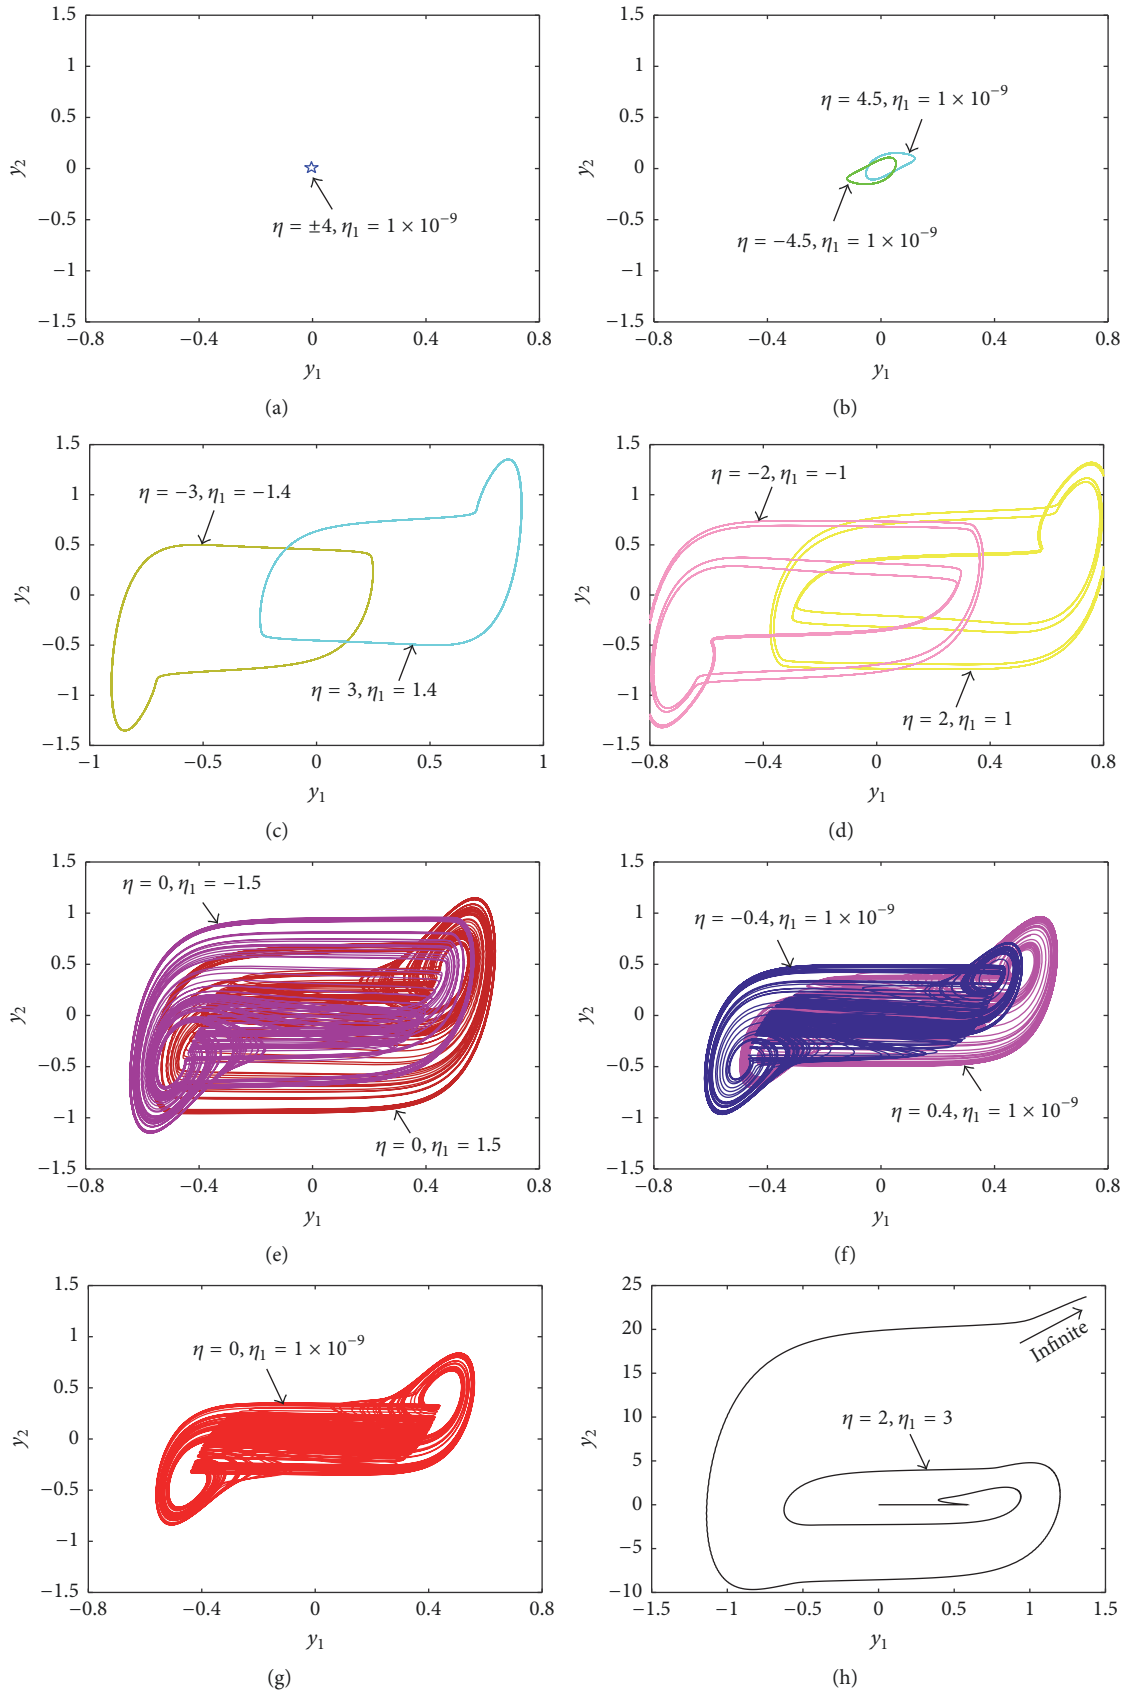 1.5
1
0.5
0
−0.5
−1
−1.5
y2
η = ±4, η1 = 1 × 10−9
−0.8 −0.4 0 0.4 0.8
y1
(a)
1.5
1
0.5
0
−0.5
−1
−1.5
y2
η = 4.5, η1 = 1 × 10−9
η = −4.5, η1 = 1 × 10−9
−0.8 −0.4 0 0.4 0.8
y1
(b)
1.5
1
0.5
0
−0.5
−1
−1.5
y2
η = −3, η1 = −1.4
η = 3, η1 = 1.4
−1 −0.5 0 0.5 1
y1
(c)
1.5
1
0.5
0
−0.5
−1
−1.5
y2
η = −2, η1 = −1
η = 2, η1 = 1
−0.8 −0.4 0 0.4 0.8
y1
(d)
1.5
1
0.5
0
−0.5
−1
−1.5
y2
η = 0, η1 = −1.5
η = 0, η1 = 1.5
−0.8 −0.4 0 0.4 0.8
y1
(e)
1.5
1
0.5
0
−0.5
−1
−1.5
y2
η = −0.4, η1 = 1 × 10−9
η = 0.4, η1 = 1 × 10−9
−0.8 −0.4 0 0.4 0.8
y1
(f)
1.5
1
0.5
0
−0.5
−1
−1.5
y2
η = 0, η1 = 1 × 10−9
−0.8 −0.4 0 0.4 0.8
y1
(g)
25
20
15
10
5
0
−5
−10
y2
Infinite
η = 2, η1 = 3
−1.5 −1 −0.5 0 0.5 1 1.5
y1
(h)